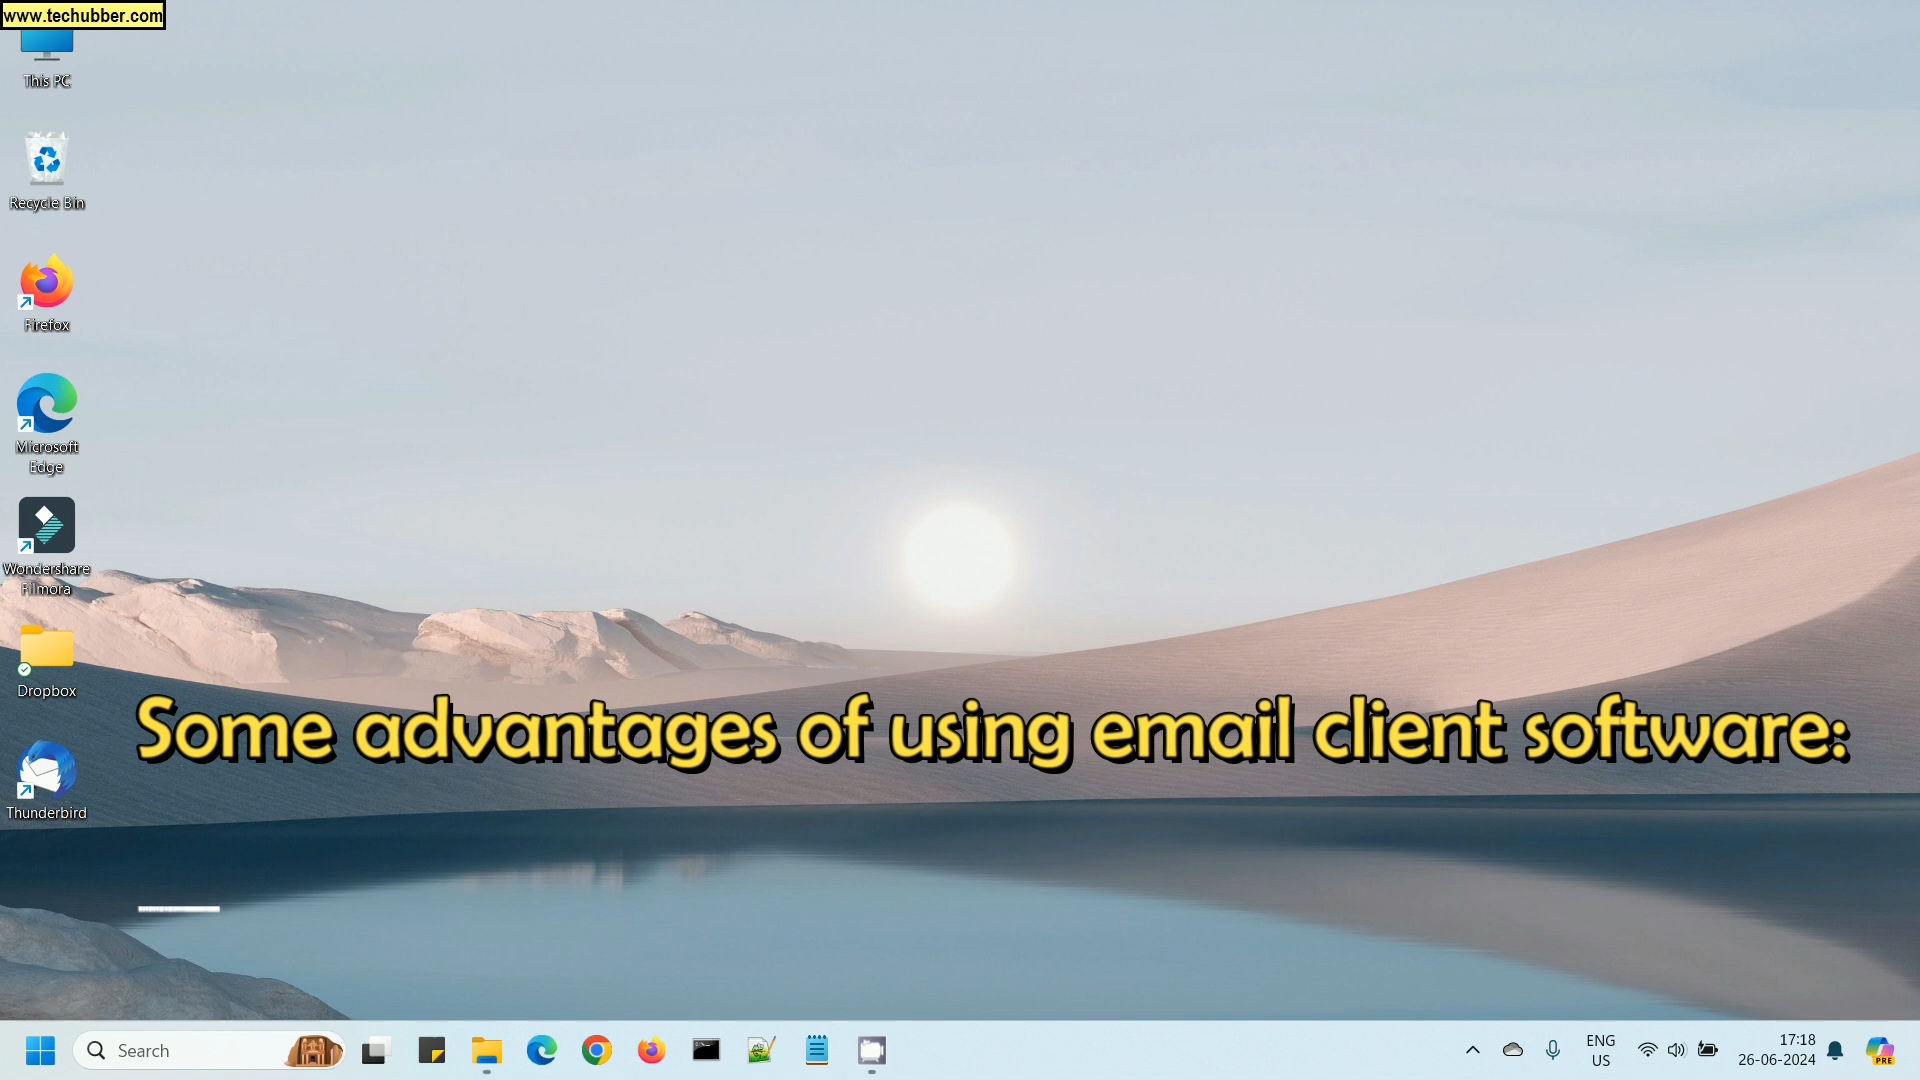 www.techubber.com
This PC
Recycle Bin
Firefox
Microsoft
Edge
Wondershare
Filmora
Dropbox
Thunderbird
Some advantages of using email client software:
Search
ENG
US
17:18
26-06-2024
PRE